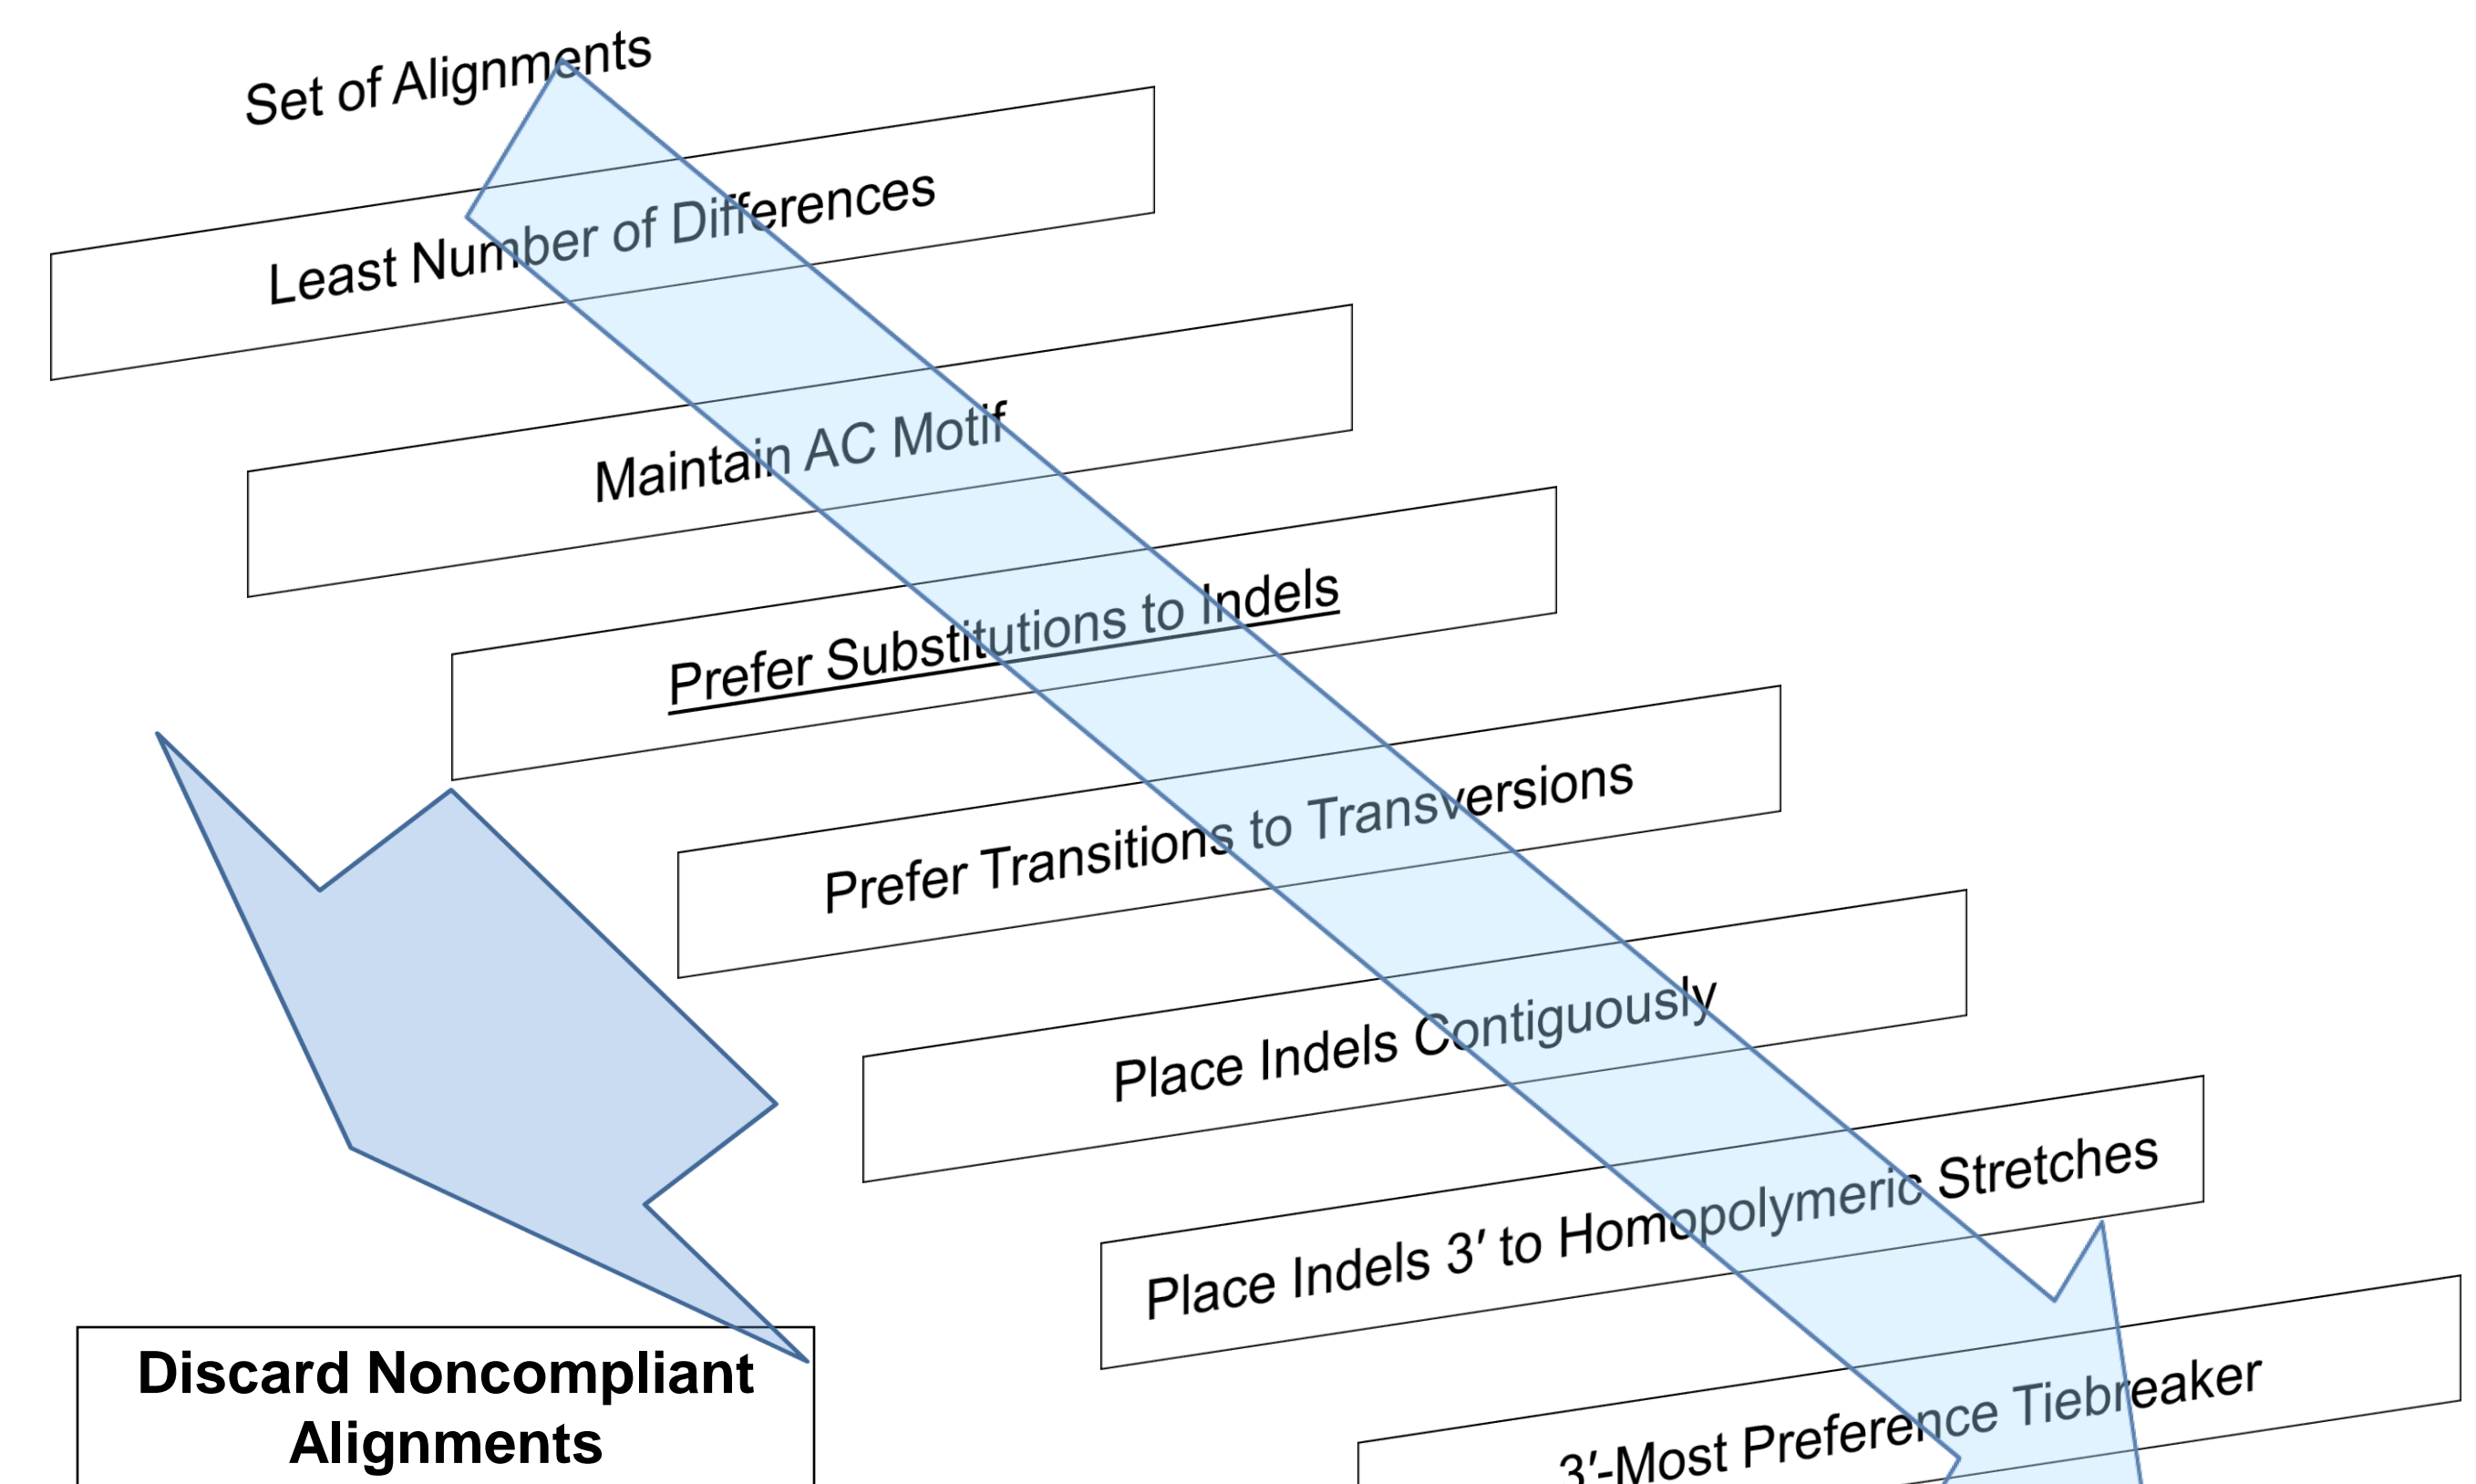 Set of Alignments
Least Number of Differences
Maintain AC Motif
Prefer Substitutions to Indels
Prefer Transitions to Transversions
Place Indels Contiguously
Place Indels 3′ to Homopolymeric Stretches
3′-Most Preference Tiebreaker
Discard Noncompliant
Alignments